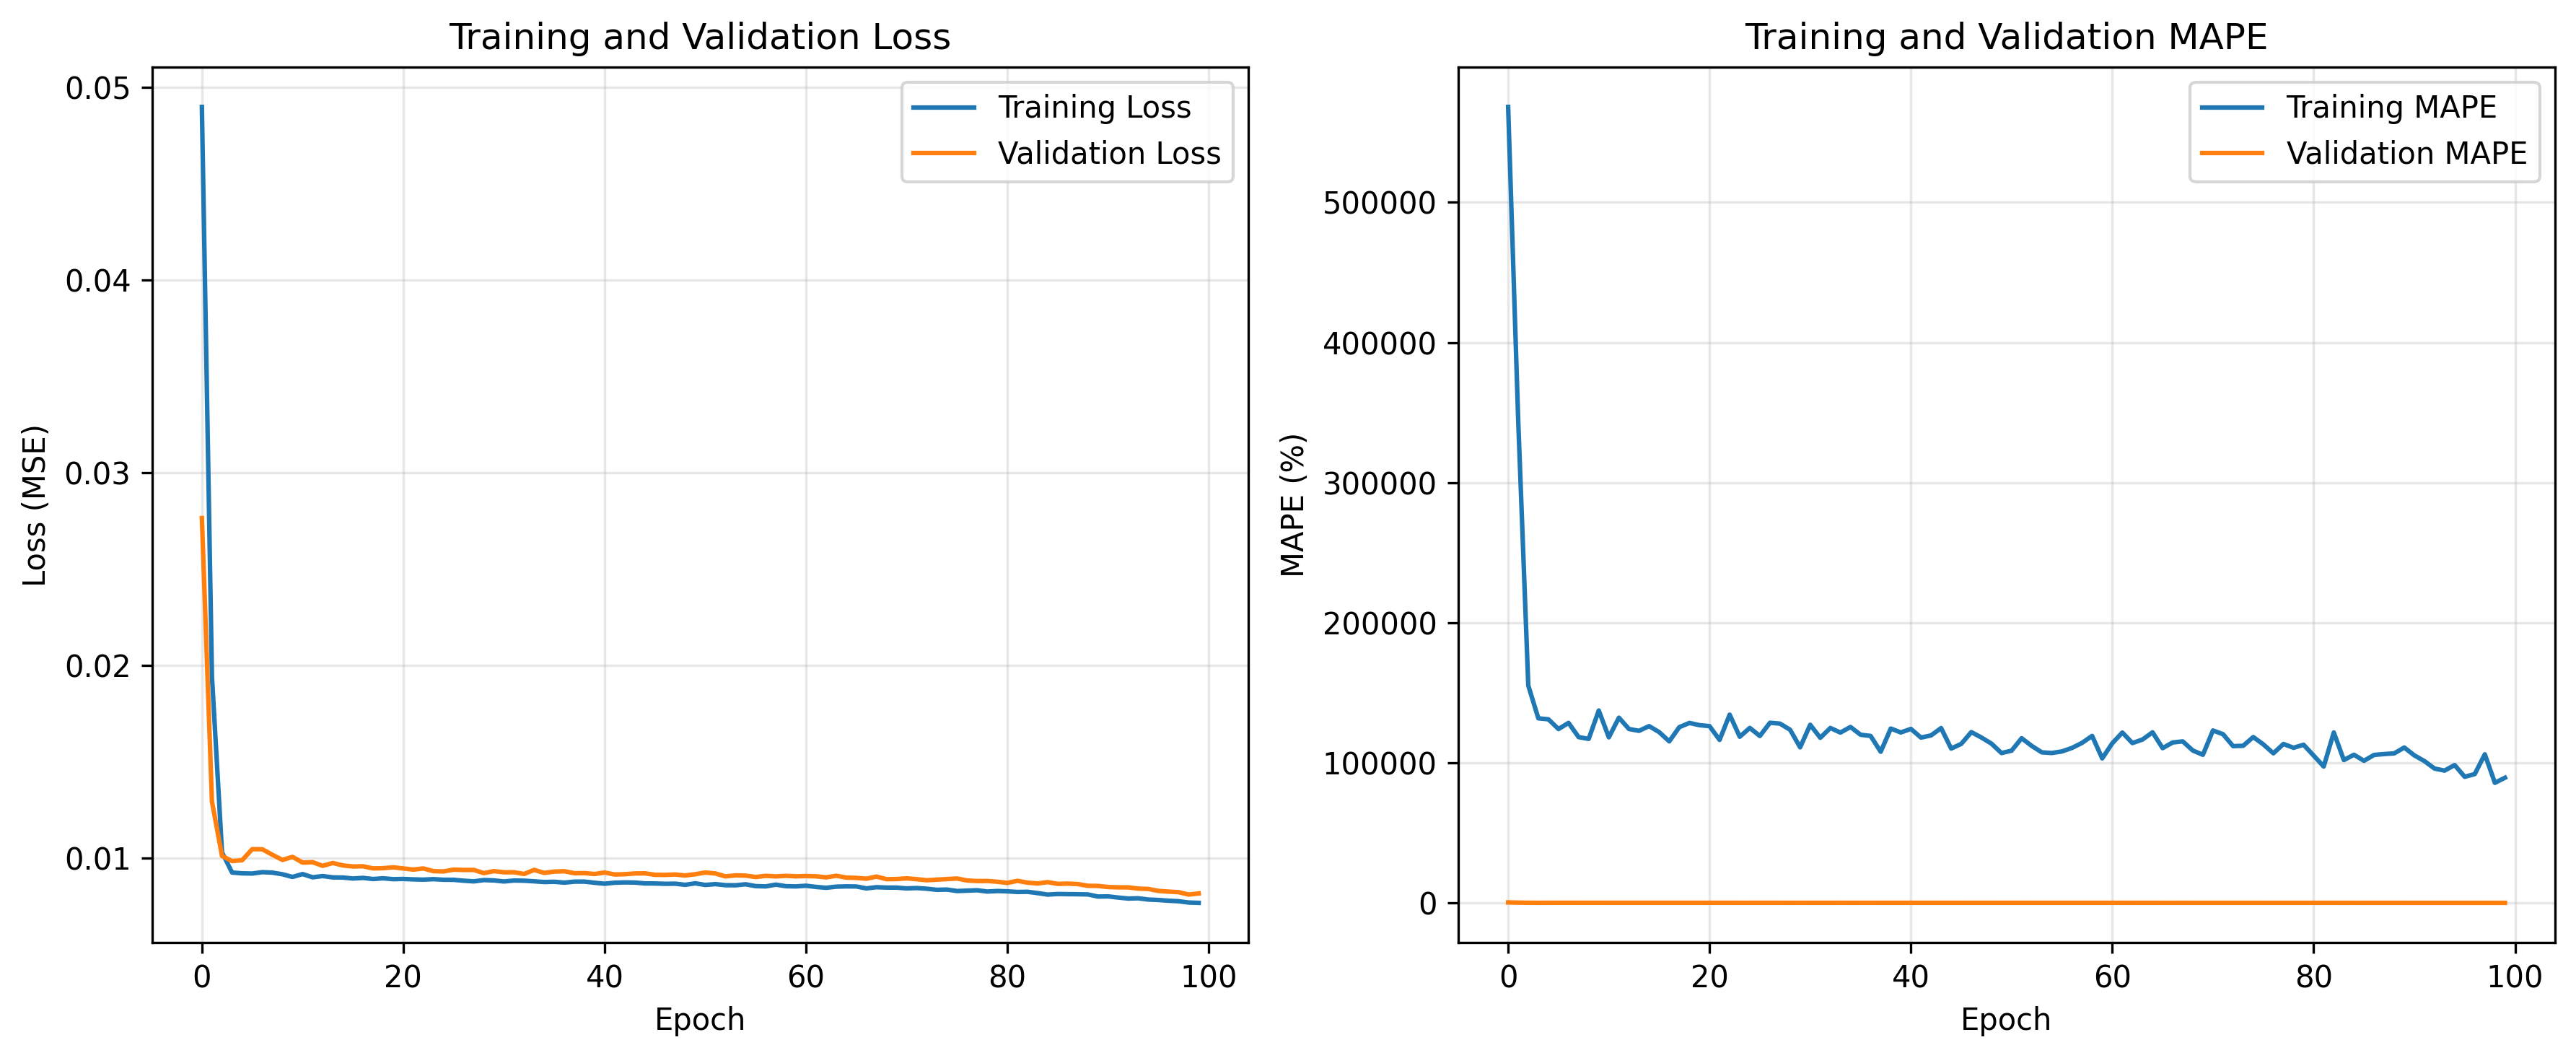 Training and Validation Loss
Training Loss
Validation Loss
0.05
0.04
0.03
0.02
0.01
Loss (MSE)
0 20 40 60 80 100
Epoch
Training and Validation MAPE
Training MAPE
Validation MAPE
500000
400000
300000
200000
100000
0
MAPE (%)
0 20 40 60 80 100
Epoch